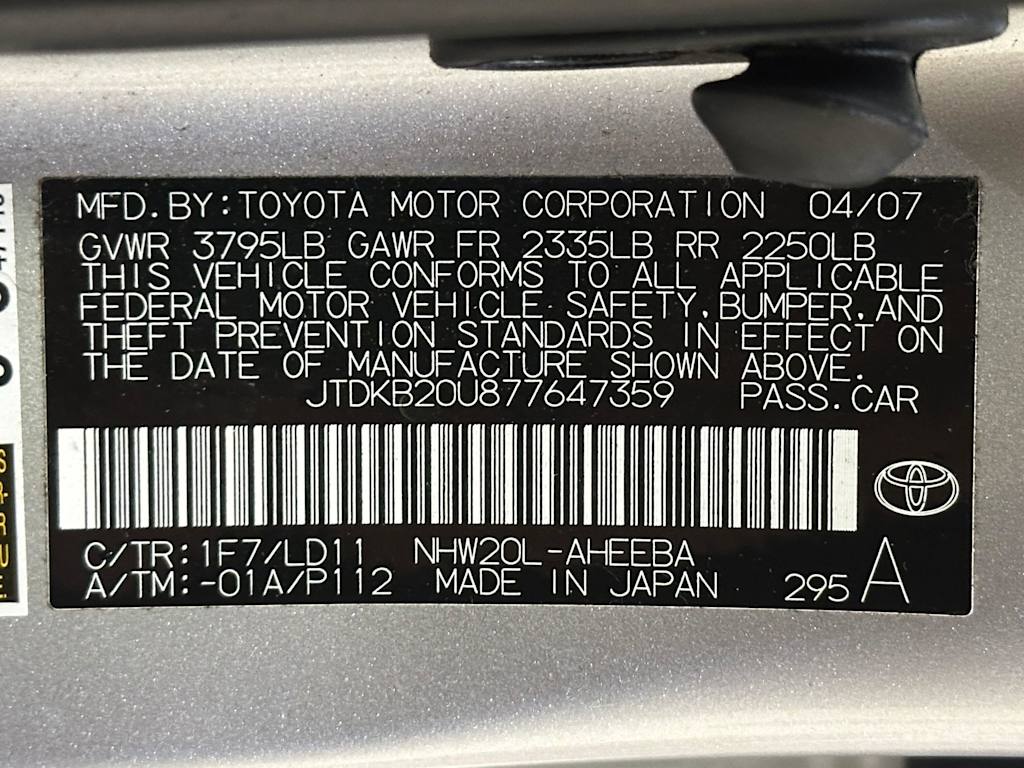 MFD.BY:TOYOTA MOTOR CORPORATION 04/07
GVWR 3795LB GAWR FR 2335LB RR 2250LB
THIS VEHICLE CONFORMS TO ALL APPLICABLE
FEDERAL MOTOR VEHICLE SAFETY,BUMPER,AND
THEFT PREVENTION STANDARDS IN EFFECT ON
THE DATE OF MANUFACTURE SHOWN ABOVE.
JTDKB20U877647359 PASS.CAR
C/TR:1F7/LD11 NHW20L-AHEEBA
A/TM:-01A/P112 MADE IN JAPAN 295 A